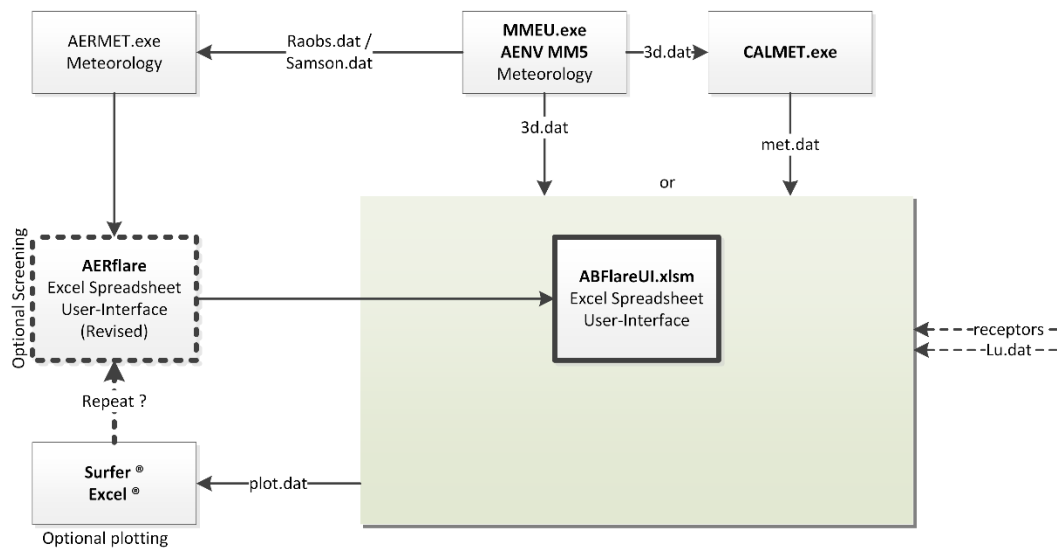 AERMET.exe
Meteorology
Raobs.dat /
Samson.dat
MMEU.exe
AENV MM5
Meteorology
3d.dat
CALMET.exe
3d.dat
met.dat
or
Optional Screening
AERflare
Excel Spreadsheet
User-Interface
(Revised)
ABFlareUI.xlsm
Excel Spreadsheet
User-Interface
receptors
Lu.dat
Repeat ?
Surfer ®
Excel ®
plot.dat
Optional plotting